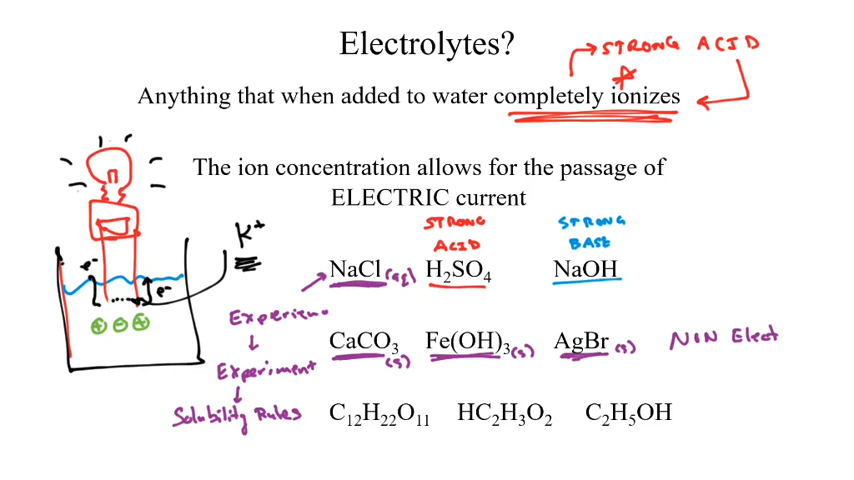 Electrolytes?
STRONG ACID
Anything that when added to water completely ionizes
The ion concentration allows for the passage of
ELECTRIC current
K+
STRONG ACID
STRONG BASE
e-
e-
NaCl(aq) H₂SO₄ NaOH
Experienc
CaCO₃(s) Fe(OH)₃(s) AgBr(s) NON Elect
Experiment
Solubility Rules
C₁₂H₂₂O₁₁ HC₂H₃O₂ C₂H₅OH
+ - +